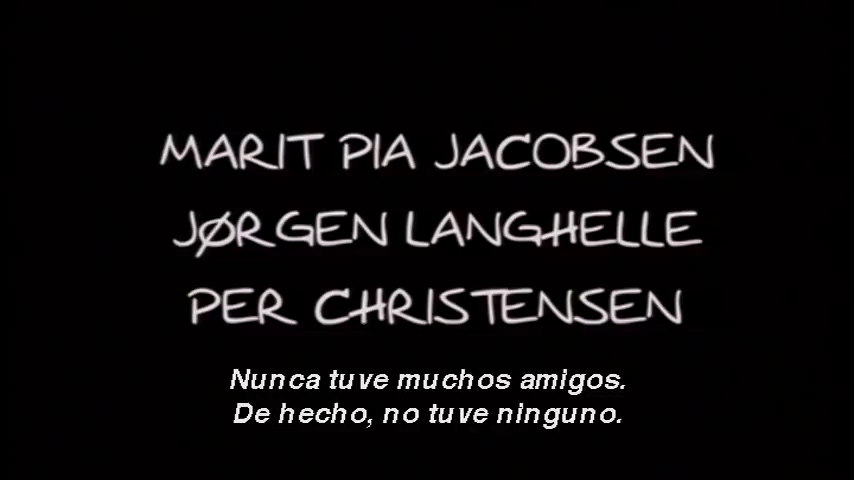 MARIT PIA JACOBSEN
JØRGEN LANGHELLE
PER CHRISTENSEN
Nunca tuve muchos amigos.
De hecho, no tuve ninguno.